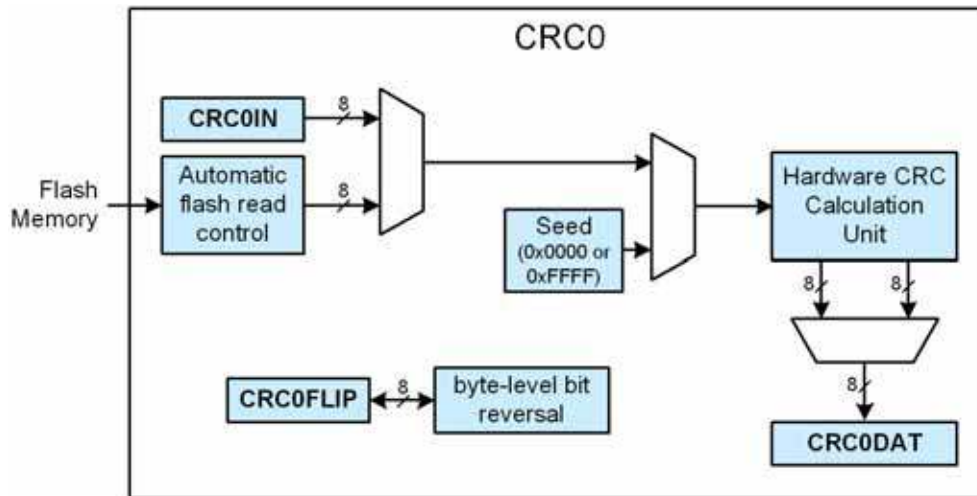 CRC0
CRC0IN
8
Flash
Memory
Automatic
flash read
control
8
Seed
(0x0000 or
0xFFFF)
Hardware CRC
Calculation
Unit
8
8
8
CRC0DAT
CRC0FLIP
8
byte-level bit
reversal